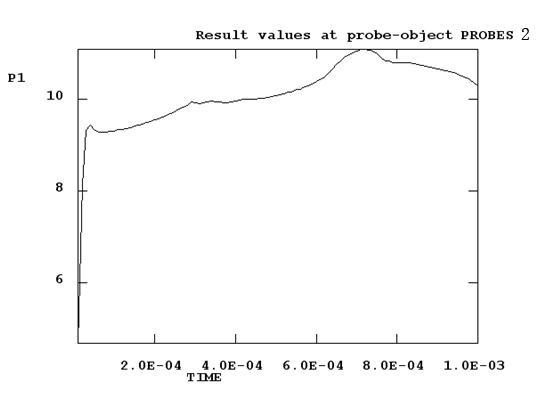 Result values at probe-object PROBES 2
P1
10
8
6
2.0E-04 4.0E-04 6.0E-04 8.0E-04 1.0E-03
TIME